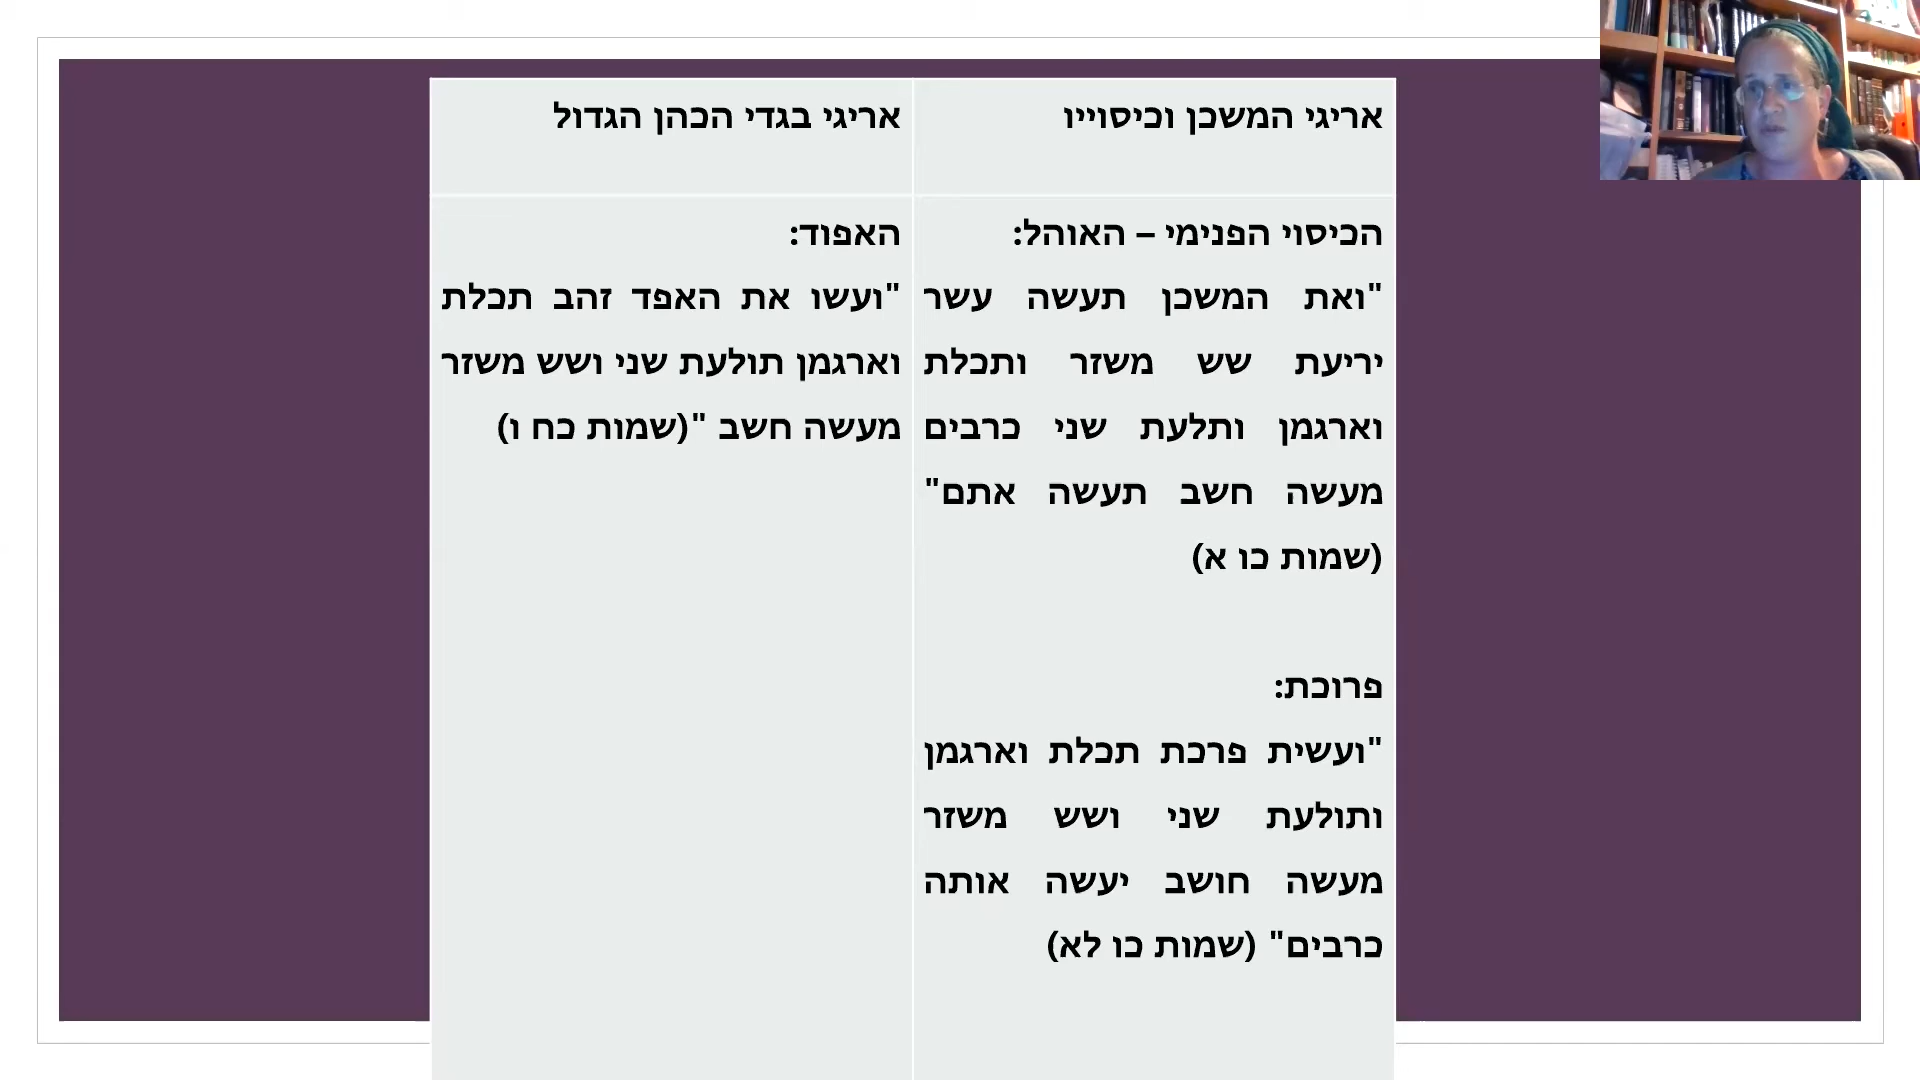 אריגי המשכן וכיסוייו
אריגי בגדי הכהן הגדול
הכיסוי הפנימי – האוהל:
"ואת המשכן תעשה עשר
יריעת שש משזר ותכלת
וארגמן ותלעת שני כרבים
מעשה חשב תעשה אתם"
(שמות כו א)
פרוכת:
"ועשית פרכת תכלת וארגמן
ותולעת שני ושש משזר
מעשה חושב יעשה אותה
כרבים" (שמות כו לא)
האפוד:
"ועשו את האפד זהב תכלת
וארגמן תולעת שני ושש משזר
מעשה חשב "(שמות כח ו)